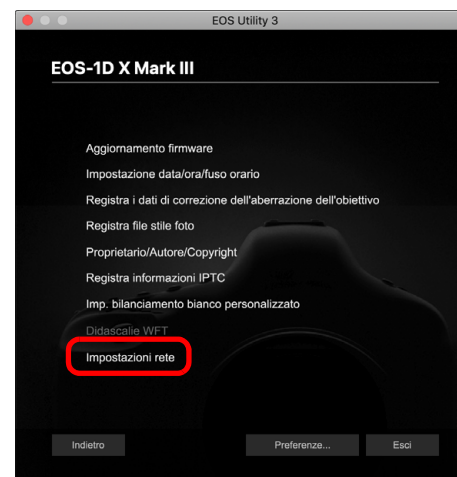 EOS Utility 3
EOS-1D X Mark III
Aggiornamento firmware
Impostazione data/ora/fuso orario
Registra i dati di correzione dell'aberrazione dell'obiettivo
Registra file stile foto
Proprietario/Autore/Copyright
Registra informazioni IPTC
Imp. bilanciamento bianco personalizzato
Didascalie WFT
Impostazioni rete
Indietro
Preferenze...
Esci